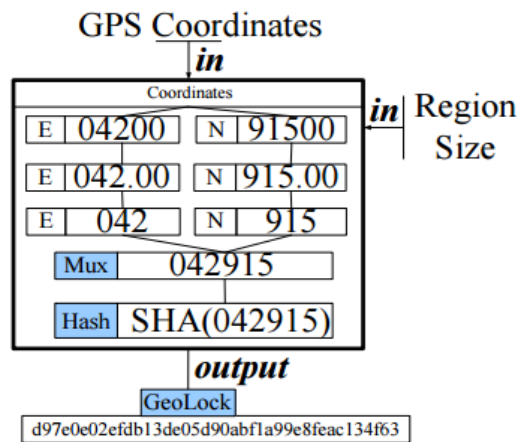 GPS Coordinates
in
Coordinates
E 04200 N 91500
in Region Size
E 042.00 N 915.00
E 042 N 915
Mux 042915
Hash SHA(042915)
output
GeoLock
d97e0e02efdb13de05d90abf1a99e8feac134f63